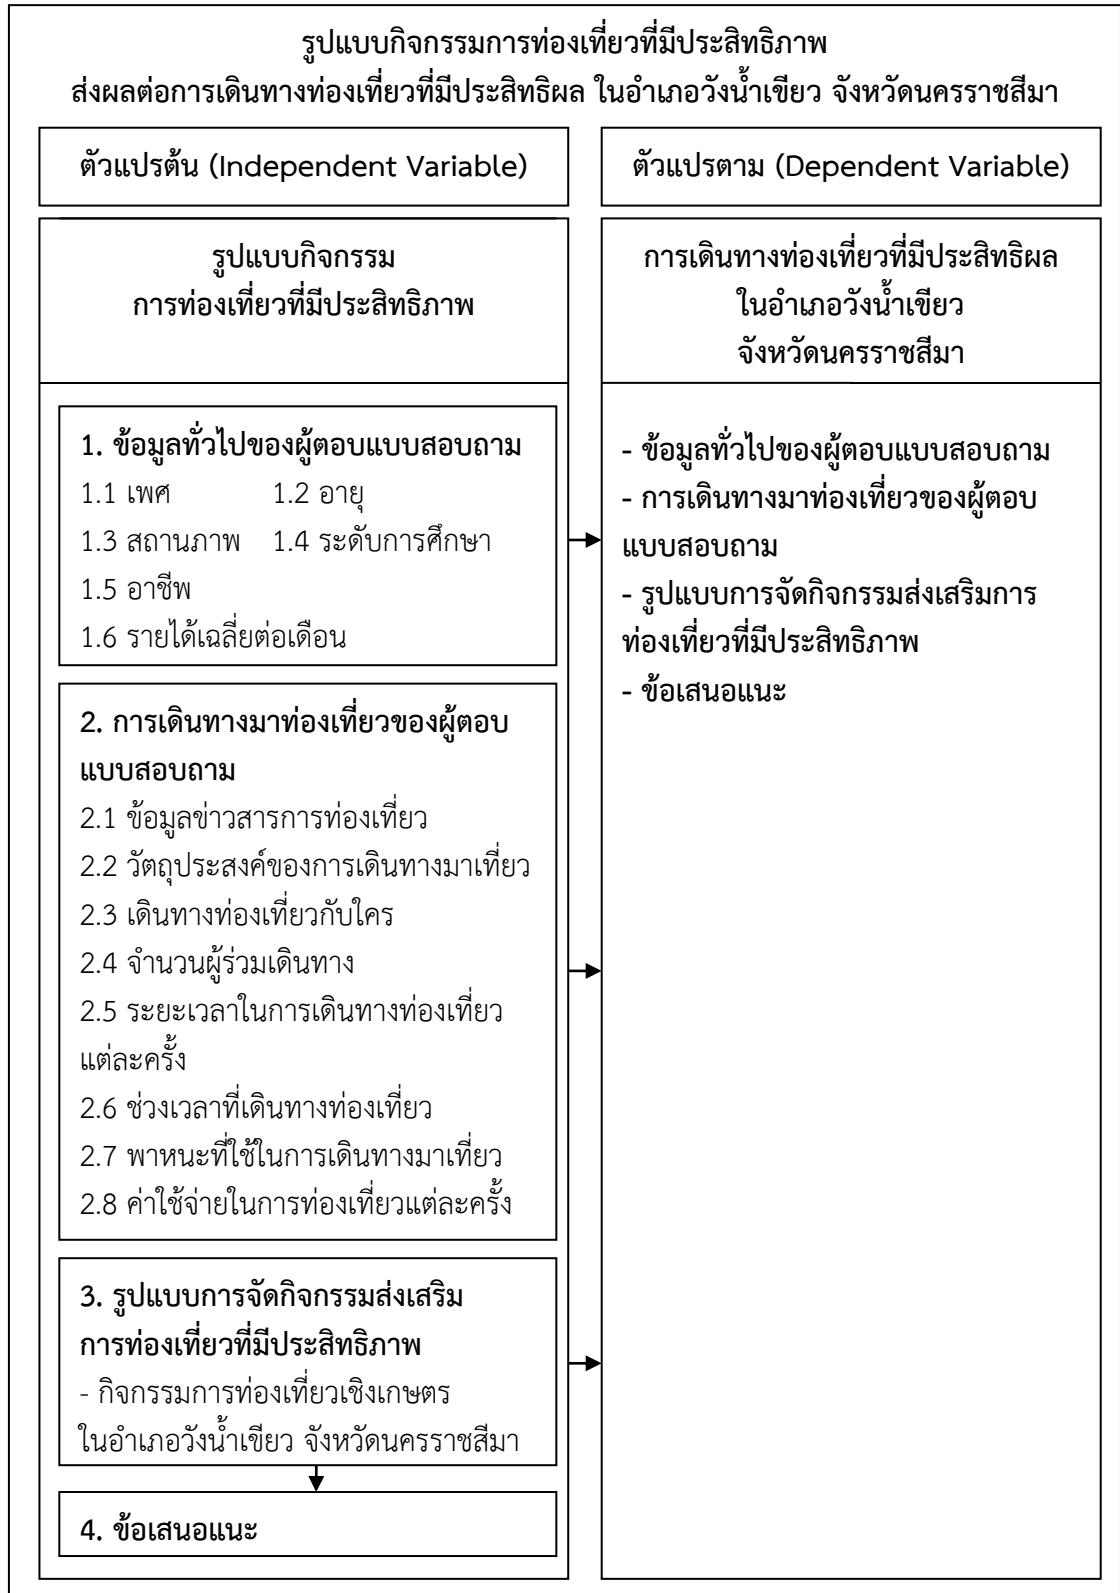 รูปแบบกิจกรรมการท่องเที่ยวที่มีประสิทธิภาพ
ส่งผลต่อการเดินทางท่องเที่ยวที่มีประสิทธิผล ในอำเภอวังน้ำเขียว จังหวัดนครราชสีมา
ตัวแปรต้น (Independent Variable)
ตัวแปรตาม (Dependent Variable)
รูปแบบกิจกรรม
การท่องเที่ยวที่มีประสิทธิภาพ
การเดินทางท่องเที่ยวที่มีประสิทธิผล
ในอำเภอวังน้ำเขียว
จังหวัดนครราชสีมา
1. ข้อมูลทั่วไปของผู้ตอบแบบสอบถาม
1.1 เพศ 1.2 อายุ
1.3 สถานภาพ 1.4 ระดับการศึกษา
1.5 อาชีพ
1.6 รายได้เฉลี่ยต่อเดือน
2. การเดินทางมาท่องเที่ยวของผู้ตอบ
แบบสอบถาม
2.1 ข้อมูลข่าวสารการท่องเที่ยว
2.2 วัตถุประสงค์ของการเดินทางมาเที่ยว
2.3 เดินทางท่องเที่ยวกับใคร
2.4 จำนวนผู้ร่วมเดินทาง
2.5 ระยะเวลาในการเดินทางท่องเที่ยว
แต่ละครั้ง
2.6 ช่วงเวลาที่เดินทางท่องเที่ยว
2.7 พาหนะที่ใช้ในการเดินทางมาเที่ยว
2.8 ค่าใช้จ่ายในการท่องเที่ยวแต่ละครั้ง
3. รูปแบบการจัดกิจกรรมส่งเสริม
การท่องเที่ยวที่มีประสิทธิภาพ
- กิจกรรมการท่องเที่ยวเชิงเกษตร
ในอำเภอวังน้ำเขียว จังหวัดนครราชสีมา
4. ข้อเสนอแนะ
- ข้อมูลทั่วไปของผู้ตอบแบบสอบถาม
- การเดินทางมาท่องเที่ยวของผู้ตอบ
แบบสอบถาม
- รูปแบบการจัดกิจกรรมส่งเสริมการ
ท่องเที่ยวที่มีประสิทธิภาพ
- ข้อเสนอแนะ